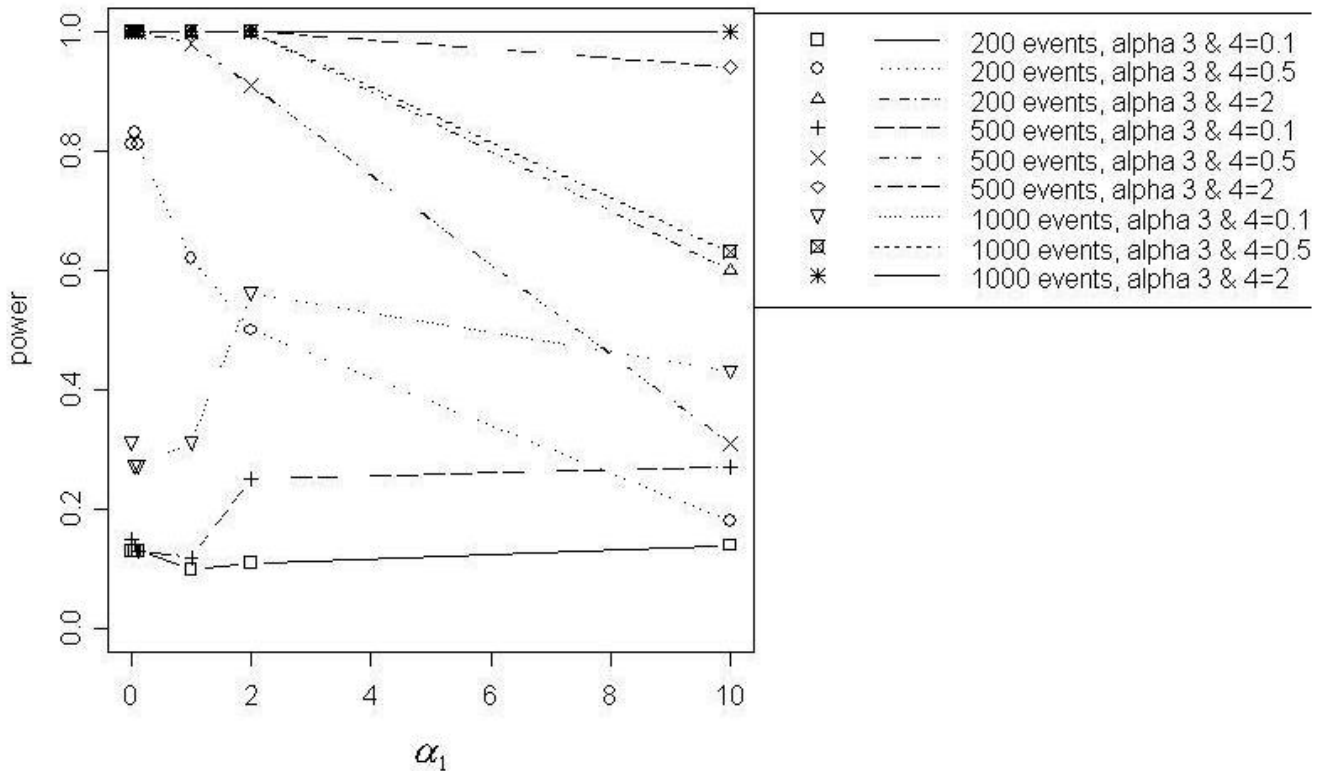 power
1.0
0.8
0.6
0.4
0.2
0.0
0 2 4 6 8 10
α₁
200 events, alpha 3 & 4=0.1
200 events, alpha 3 & 4=0.5
200 events, alpha 3 & 4=2
500 events, alpha 3 & 4=0.1
500 events, alpha 3 & 4=0.5
500 events, alpha 3 & 4=2
1000 events, alpha 3 & 4=0.1
1000 events, alpha 3 & 4=0.5
1000 events, alpha 3 & 4=2